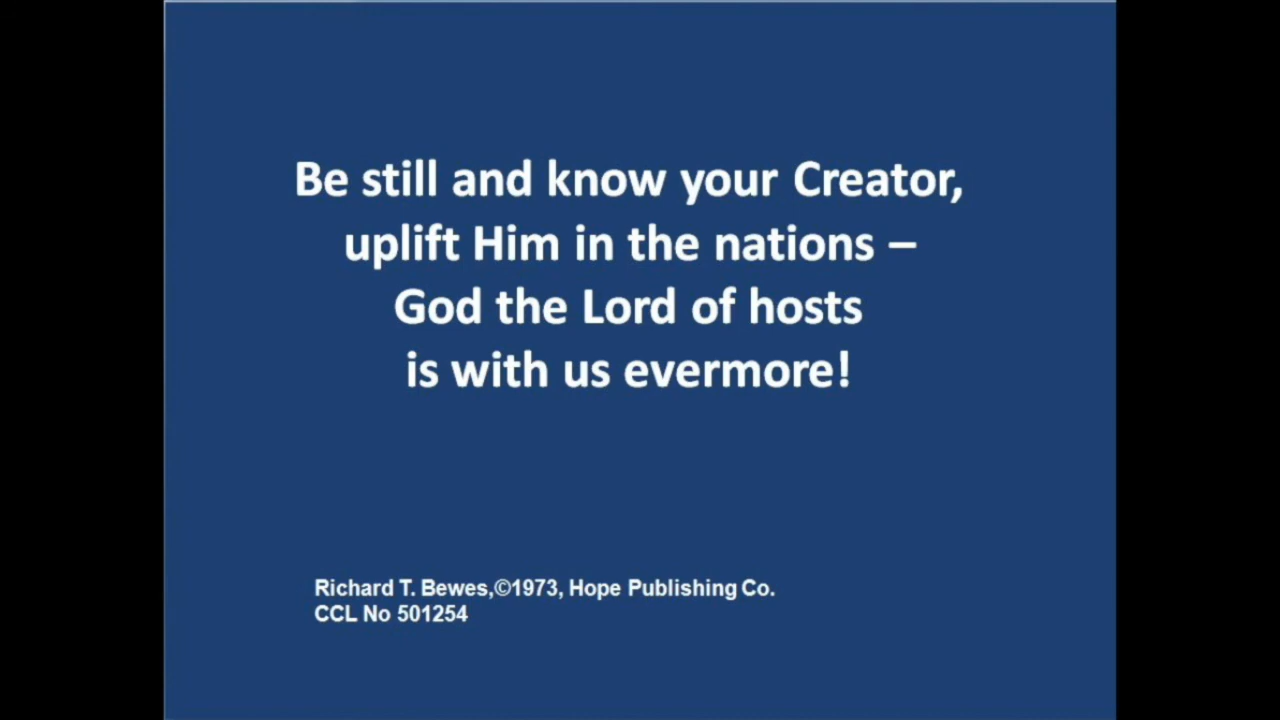 Be still and know your Creator,
uplift Him in the nations –
God the Lord of hosts
is with us evermore!
Richard T. Bewes,©1973, Hope Publishing Co.
CCL No 501254